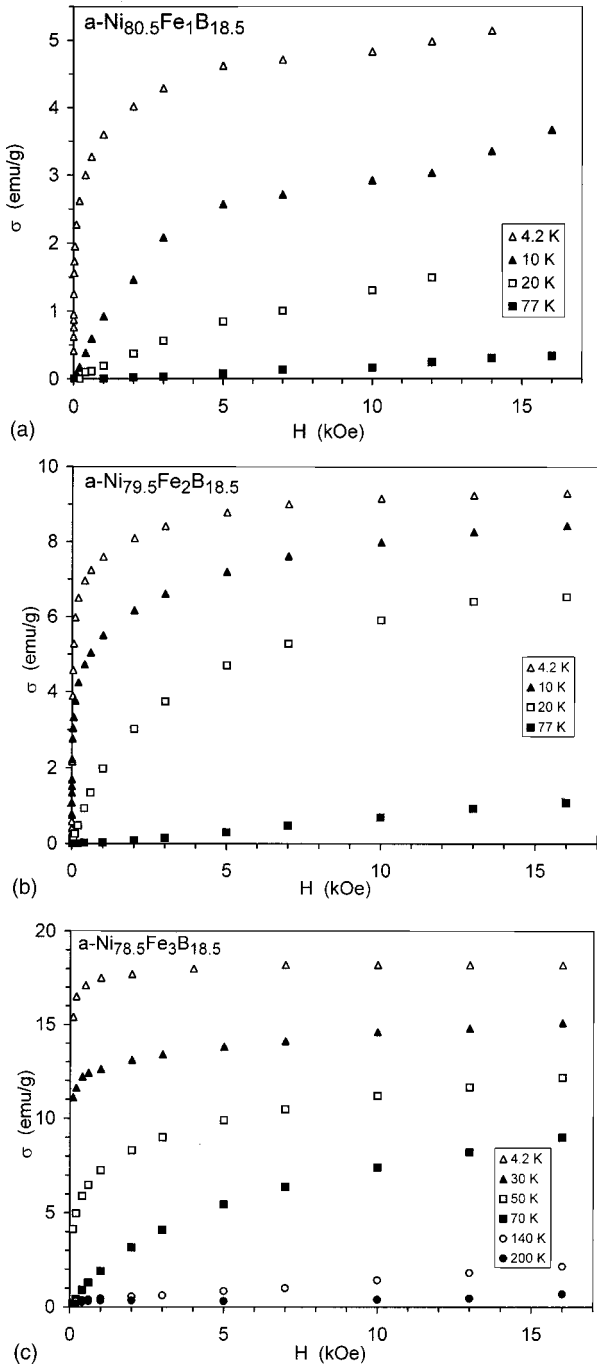 a-Ni80.5Fe1B18.5
5
4
3
2
1
0
σ (emu/g)
4.2 K
10 K
20 K
77 K
0 5 10 15
H (kOe)
(a)
a-Ni79.5Fe2B18.5
10
8
6
4
2
0
σ (emu/g)
4.2 K
10 K
20 K
77 K
0 5 10 15
H (kOe)
(b)
a-Ni78.5Fe3B18.5
20
15
10
5
0
σ (emu/g)
4.2 K
30 K
50 K
70 K
140 K
200 K
0 5 10 15
H (kOe)
(c)